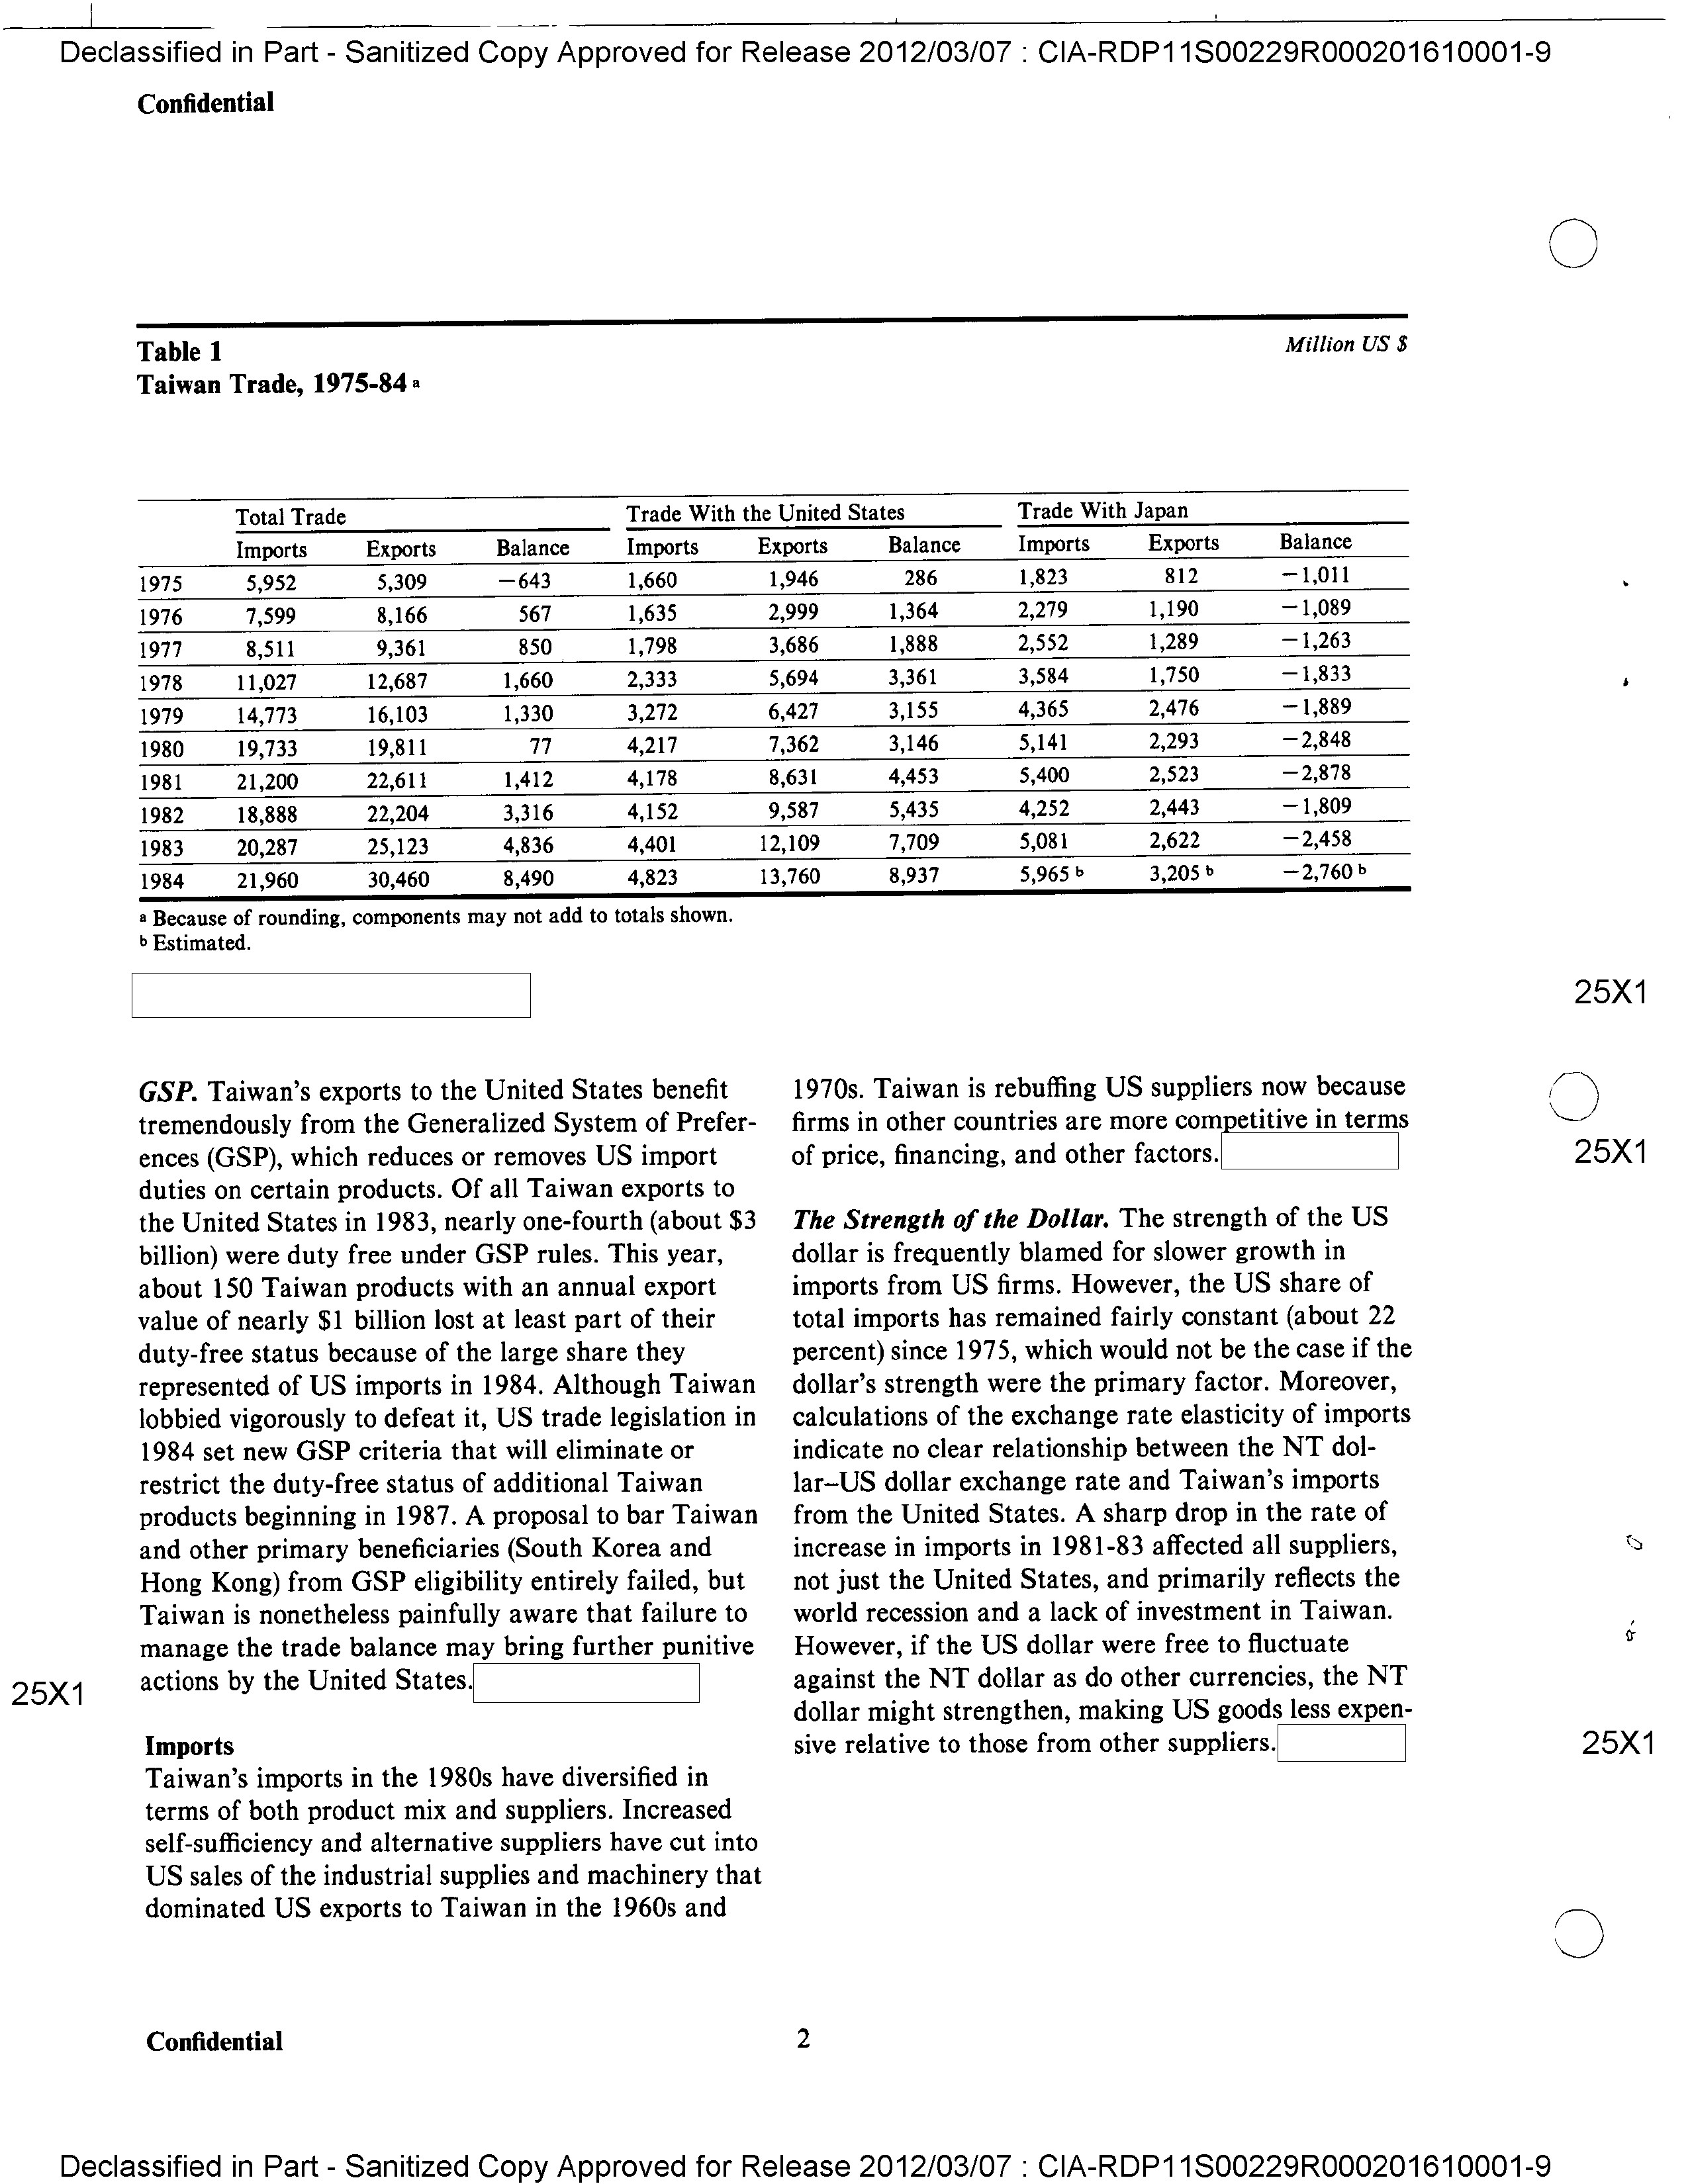 Declassified in Part - Sanitized Copy Approved for Release 2012/03/07 : CIA-RDP11S00229R000201610001-9
Confidential
Table 1
Taiwan Trade, 1975-84 a
Million US $
Total Trade Trade With the United States Trade With Japan
Imports Exports Balance Imports Exports Balance Imports Exports Balance
1975 5,952 5,309 −643 1,660 1,946 286 1,823 812 −1,011
1976 7,599 8,166 567 1,635 2,999 1,364 2,279 1,190 −1,089
1977 8,511 9,361 850 1,798 3,686 1,888 2,552 1,289 −1,263
1978 11,027 12,687 1,660 2,333 5,694 3,361 3,584 1,750 −1,833
1979 14,773 16,103 1,330 3,272 6,427 3,155 4,365 2,476 −1,889
1980 19,733 19,811 77 4,217 7,362 3,146 5,141 2,293 −2,848
1981 21,200 22,611 1,412 4,178 8,631 4,453 5,400 2,523 −2,878
1982 18,888 22,204 3,316 4,152 9,587 5,435 4,252 2,443 −1,809
1983 20,287 25,123 4,836 4,401 12,109 7,709 5,081 2,622 −2,458
1984 21,960 30,460 8,490 4,823 13,760 8,937 5,965 b 3,205 b −2,760 b
a Because of rounding, components may not add to totals shown.
b Estimated.
25X1
GSP. Taiwan's exports to the United States benefit
tremendously from the Generalized System of Prefer-
ences (GSP), which reduces or removes US import
duties on certain products. Of all Taiwan exports to
the United States in 1983, nearly one-fourth (about $3
billion) were duty free under GSP rules. This year,
about 150 Taiwan products with an annual export
value of nearly $1 billion lost at least part of their
duty-free status because of the large share they
represented of US imports in 1984. Although Taiwan
lobbied vigorously to defeat it, US trade legislation in
1984 set new GSP criteria that will eliminate or
restrict the duty-free status of additional Taiwan
products beginning in 1987. A proposal to bar Taiwan
and other primary beneficiaries (South Korea and
Hong Kong) from GSP eligibility entirely failed, but
Taiwan is nonetheless painfully aware that failure to
manage the trade balance may bring further punitive
actions by the United States.
25X1
Imports
Taiwan's imports in the 1980s have diversified in
terms of both product mix and suppliers. Increased
self-sufficiency and alternative suppliers have cut into
US sales of the industrial supplies and machinery that
dominated US exports to Taiwan in the 1960s and
1970s. Taiwan is rebuffing US suppliers now because
firms in other countries are more competitive in terms
of price, financing, and other factors.
25X1
The Strength of the Dollar. The strength of the US
dollar is frequently blamed for slower growth in
imports from US firms. However, the US share of
total imports has remained fairly constant (about 22
percent) since 1975, which would not be the case if the
dollar's strength were the primary factor. Moreover,
calculations of the exchange rate elasticity of imports
indicate no clear relationship between the NT dol-
lar–US dollar exchange rate and Taiwan's imports
from the United States. A sharp drop in the rate of
increase in imports in 1981-83 affected all suppliers,
not just the United States, and primarily reflects the
world recession and a lack of investment in Taiwan.
However, if the US dollar were free to fluctuate
against the NT dollar as do other currencies, the NT
dollar might strengthen, making US goods less expen-
sive relative to those from other suppliers.
25X1
Confidential
2
Declassified in Part - Sanitized Copy Approved for Release 2012/03/07 : CIA-RDP11S00229R000201610001-9